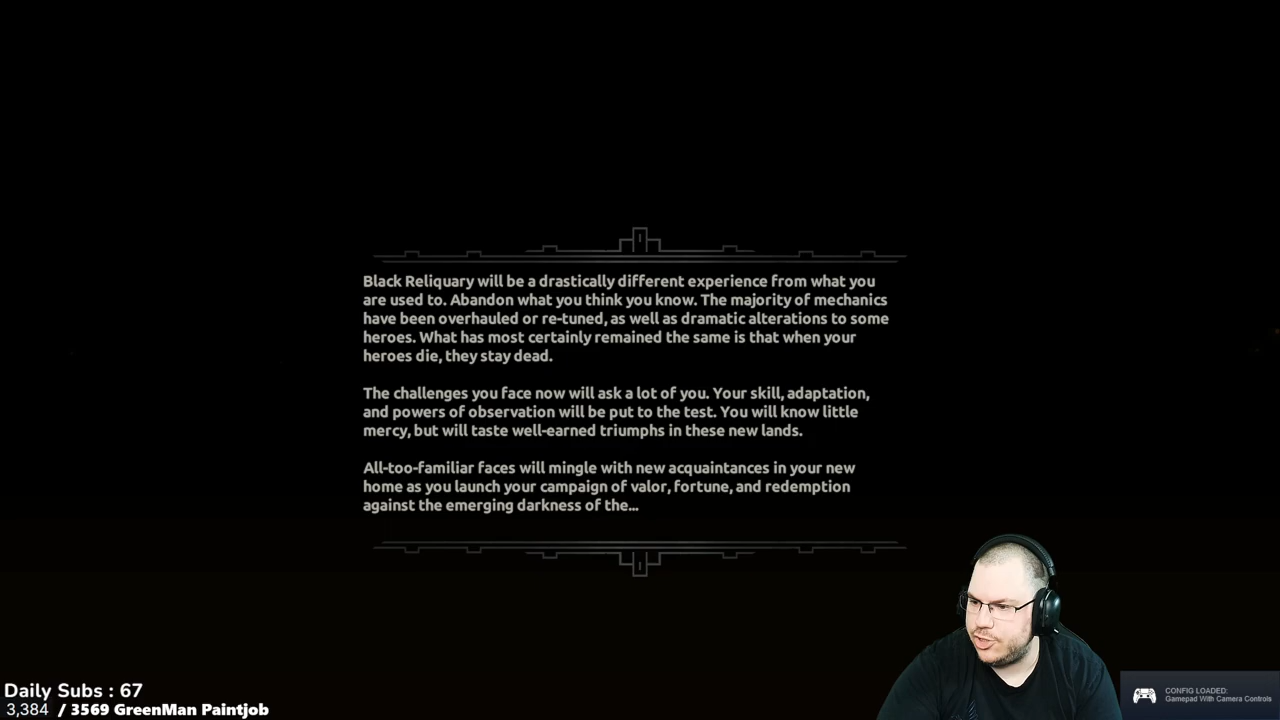 Black Reliquary will be a drastically different experience from what you
are used to. Abandon what you think you know. The majority of mechanics
have been overhauled or re-tuned, as well as dramatic alterations to some
heroes. What has most certainly remained the same is that when your
heroes die, they stay dead.
The challenges you face now will ask a lot of you. Your skill, adaptation,
and powers of observation will be put to the test. You will know little
mercy, but will taste well-earned triumphs in these new lands.
All-too-familiar faces will mingle with new acquaintances in your new
home as you launch your campaign of valor, fortune, and redemption
against the emerging darkness of the...
Daily Subs : 67
3,384 / 3569 GreenMan Paintjob
CONFIG LOADED:
Gamepad With Camera Controls